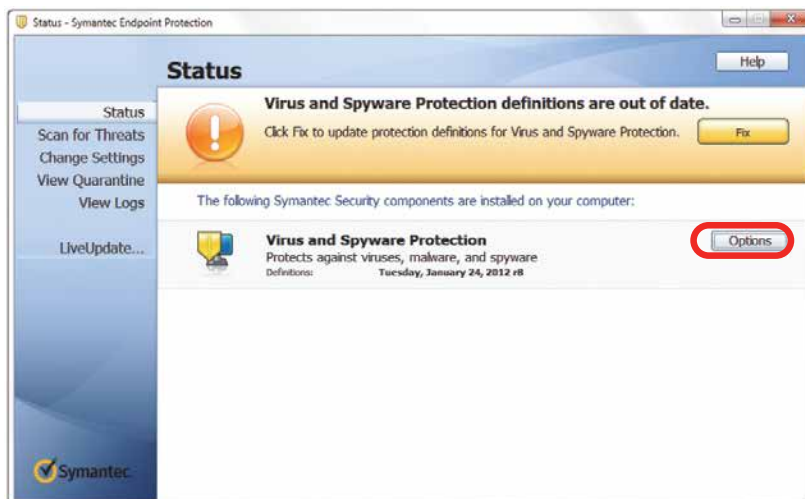 Status - Symantec Endpoint Protection
Status
Help
Status
Scan for Threats
Change Settings
View Quarantine
View Logs
LiveUpdate...
Virus and Spyware Protection definitions are out of date.
Click Fix to update protection definitions for Virus and Spyware Protection.
Fix
The following Symantec Security components are installed on your computer:
Virus and Spyware Protection
Options
Protects against viruses, malware, and spyware
Definitions: Tuesday, January 24, 2012 r8
Symantec.